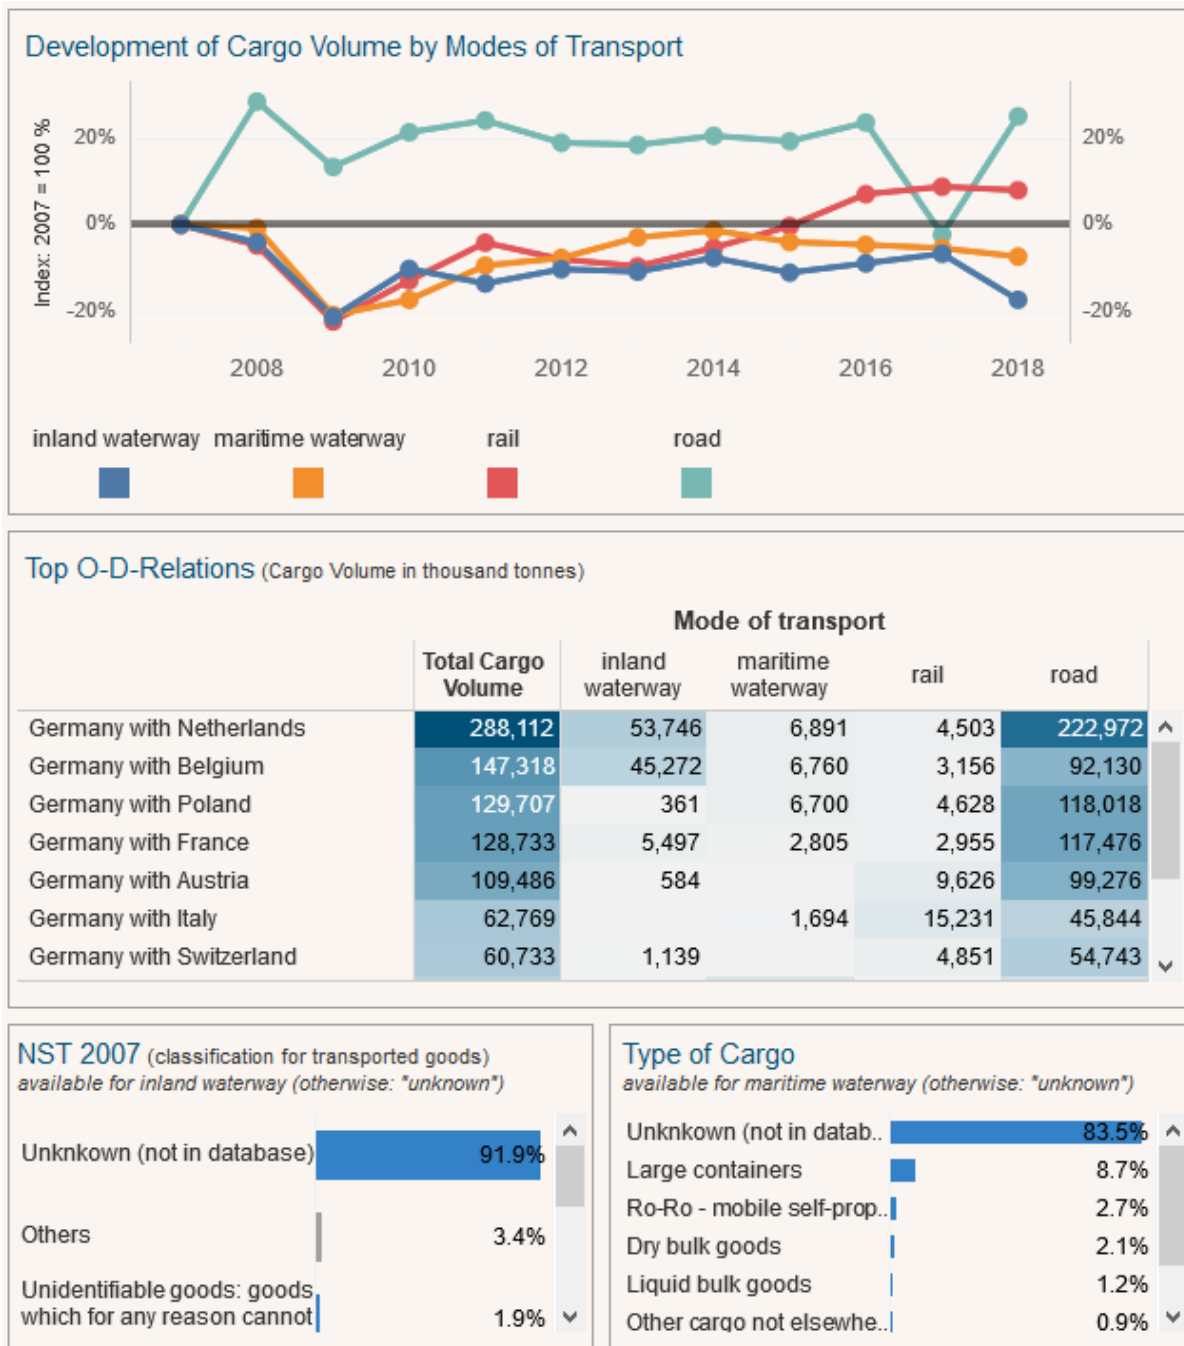 Development of Cargo Volume by Modes of Transport
Index: 2007 = 100 %
20% 20%
0% 0%
-20% -20%
2008 2010 2012 2014 2016 2018
inland waterway maritime waterway rail road
Top O-D-Relations (Cargo Volume in thousand tonnes)
Mode of transport
Total Cargo Volume inland waterway maritime waterway rail road
Germany with Netherlands 288,112 53,746 6,891 4,503 222,972
Germany with Belgium 147,318 45,272 6,760 3,156 92,130
Germany with Poland 129,707 361 6,700 4,628 118,018
Germany with France 128,733 5,497 2,805 2,955 117,476
Germany with Austria 109,486 584 9,626 99,276
Germany with Italy 62,769 1,694 15,231 45,844
Germany with Switzerland 60,733 1,139 4,851 54,743
NST 2007 (classification for transported goods)
available for inland waterway (otherwise: "unknown")
Unknkown (not in database) 91.9%
Others 3.4%
Unidentifiable goods: goods
which for any reason cannot 1.9%
Type of Cargo
available for maritime waterway (otherwise: "unknown")
Unknkown (not in datab.. 83.5%
Large containers 8.7%
Ro-Ro - mobile self-prop.. 2.7%
Dry bulk goods 2.1%
Liquid bulk goods 1.2%
Other cargo not elsewhe.. 0.9%